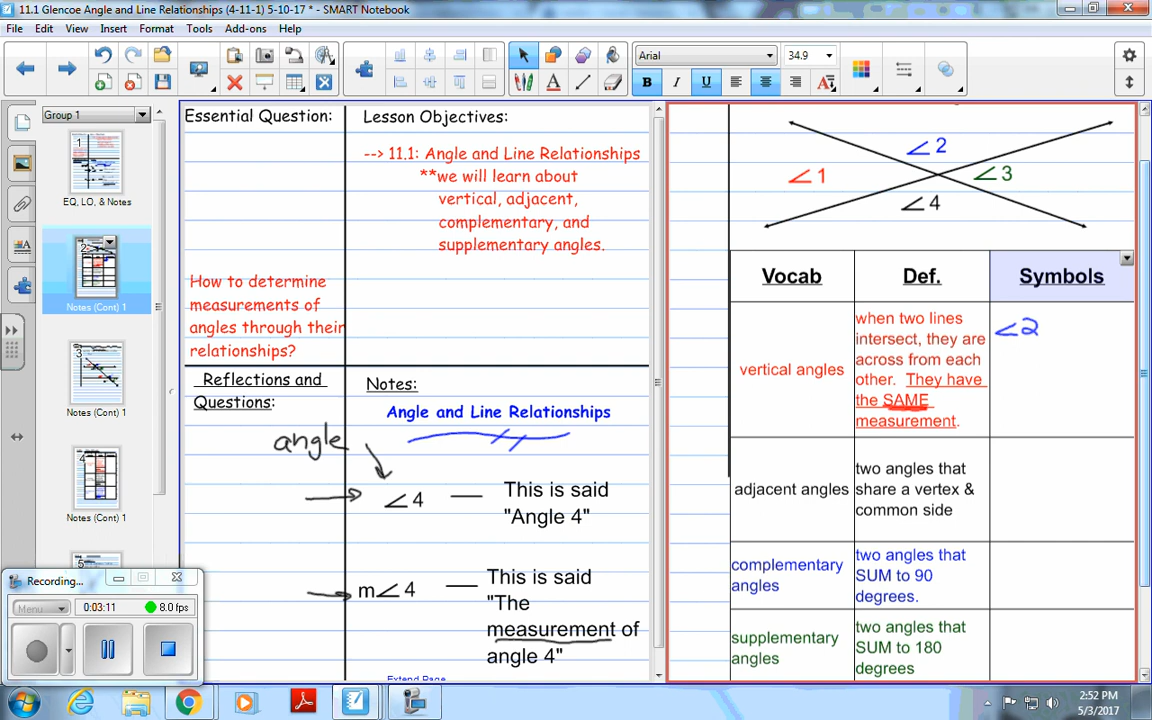 11.1 Glencoe Angle and Line Relationships (4-11-1) 5-10-17 * - SMART Notebook
File Edit View Insert Format Tools Add-ons Help
Arial 34.9
B I U A
Group 1
1
EQ, LO, & Notes
2
Notes (Cont) 1
3
Notes (Cont) 1
4
Notes (Cont) 1
5
Essential Question:
How to determine
measurements of
angles through their
relationships?
Lesson Objectives:
--> 11.1: Angle and Line Relationships
**we will learn about
vertical, adjacent,
complementary, and
supplementary angles.
Reflections and
Questions:
Notes:
Angle and Line Relationships
angle
∠4 — This is said
"Angle 4"
m∠4 — This is said
"The
measurement of
angle 4"
Extend Page
∠2
∠1 ∠3
∠4
Vocab Def. Symbols
vertical angles
when two lines
intersect, they are
across from each
other. They have
the SAME
measurement.
∠2
adjacent angles
two angles that
share a vertex &
common side
complementary
angles
two angles that
SUM to 90
degrees.
supplementary
angles
two angles that
SUM to 180
degrees
Recording...
Menu 0:03:11 8.0 fps
2:52 PM
5/3/2017